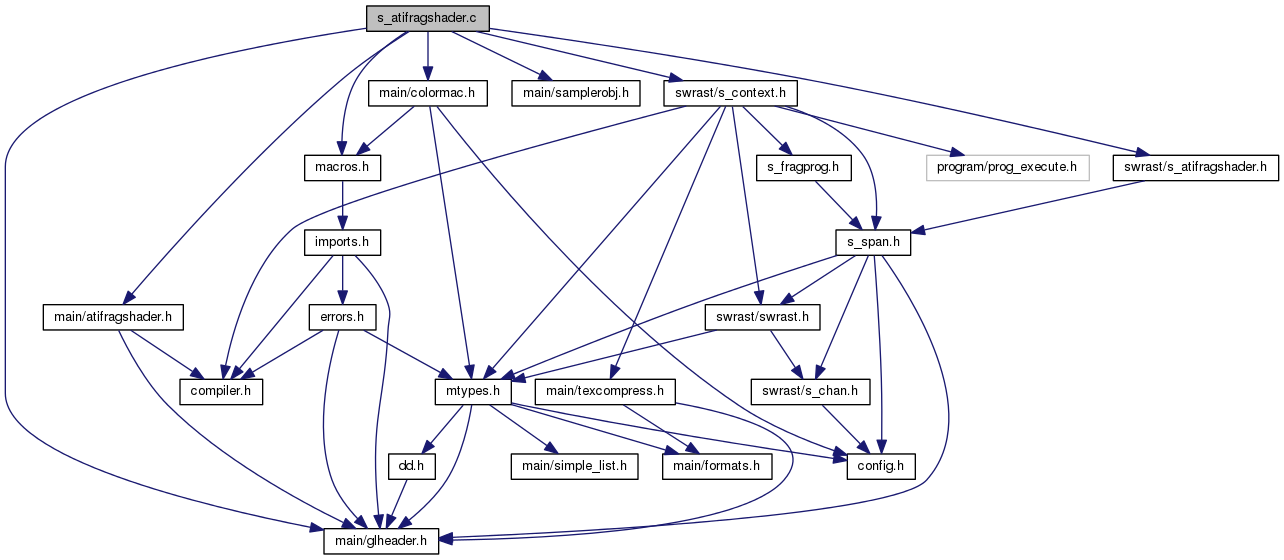 s_atifragshader.c
main/colormac.h
main/samplerobj.h
swrast/s_context.h
macros.h
s_fragprog.h
program/prog_execute.h
swrast/s_atifragshader.h
imports.h
s_span.h
main/atifragshader.h
errors.h
swrast/swrast.h
compiler.h
mtypes.h
main/texcompress.h
swrast/s_chan.h
dd.h
main/simple_list.h
main/formats.h
config.h
main/glheader.h